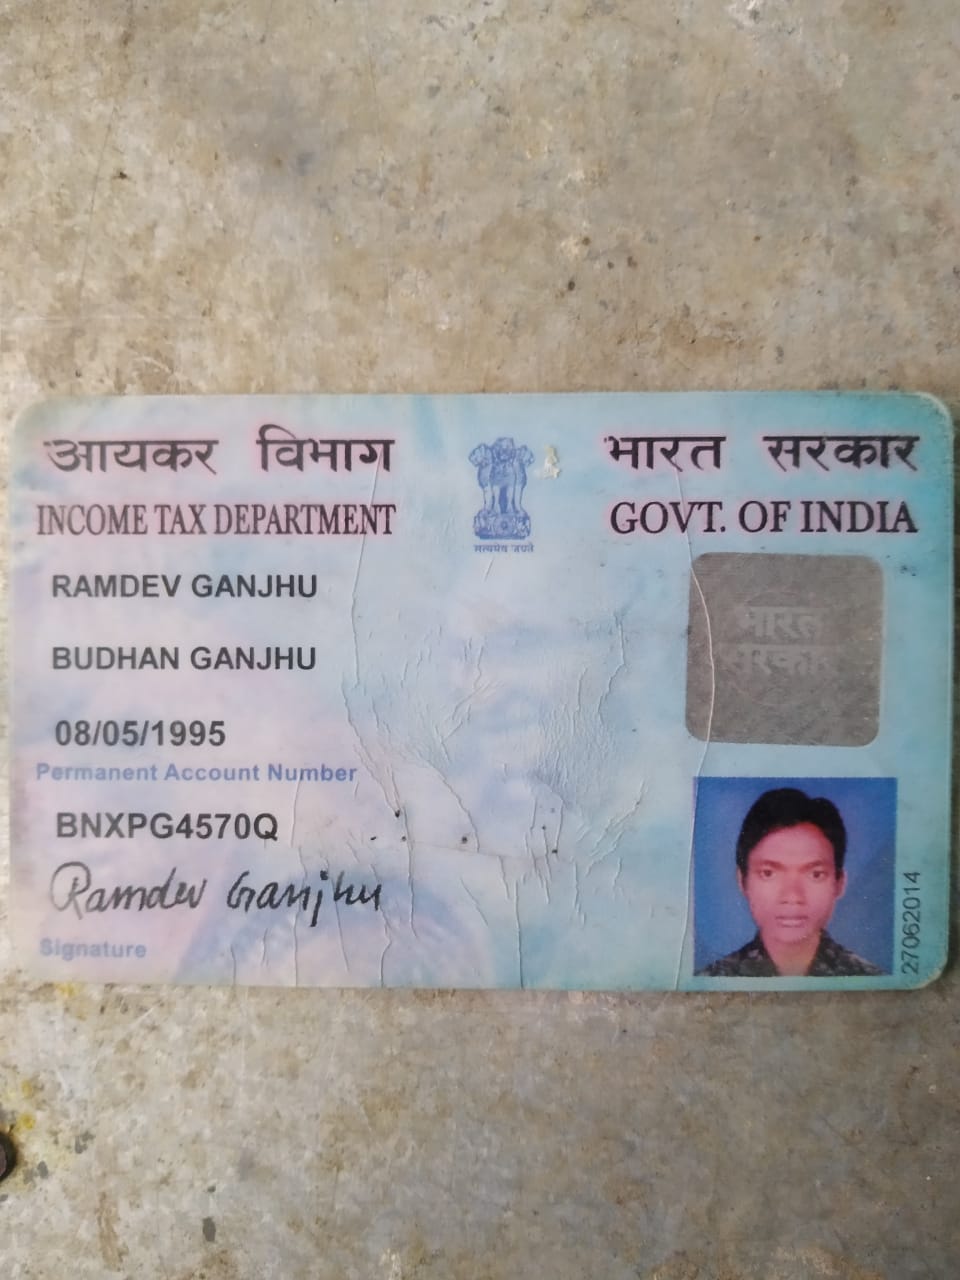 आयकर विभाग
INCOME TAX DEPARTMENT
सत्यमेव जयते
भारत सरकार
GOVT. OF INDIA
RAMDEV GANJHU
BUDHAN GANJHU
08/05/1995
Permanent Account Number
BNXPG4570Q
Ramdev Ganjhu
Signature
भारत
सरकार
27062014